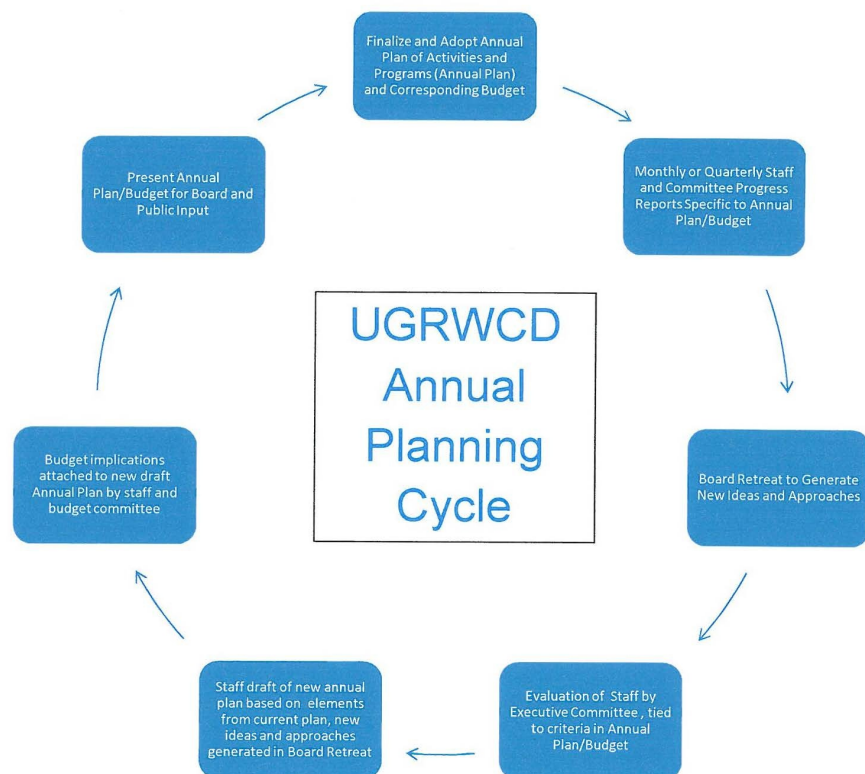 Finalize and Adopt Annual
Plan of Activities and
Programs (Annual Plan)
and Corresponding Budget
Monthly or Quarterly Staff
and Committee Progress
Reports Specific to Annual
Plan/Budget
Board Retreat to Generate
New Ideas and Approaches
Evaluation of Staff by
Executive Committee , tied
to criteria in Annual
Plan/Budget
Staff draft of new annual
plan based on elements
from current plan, new
ideas and approaches
generated in Board Retreat
Budget implications
attached to new draft
Annual Plan by staff and
budget committee
Present Annual
Plan/Budget for Board and
Public Input
UGRWCD
Annual
Planning
Cycle